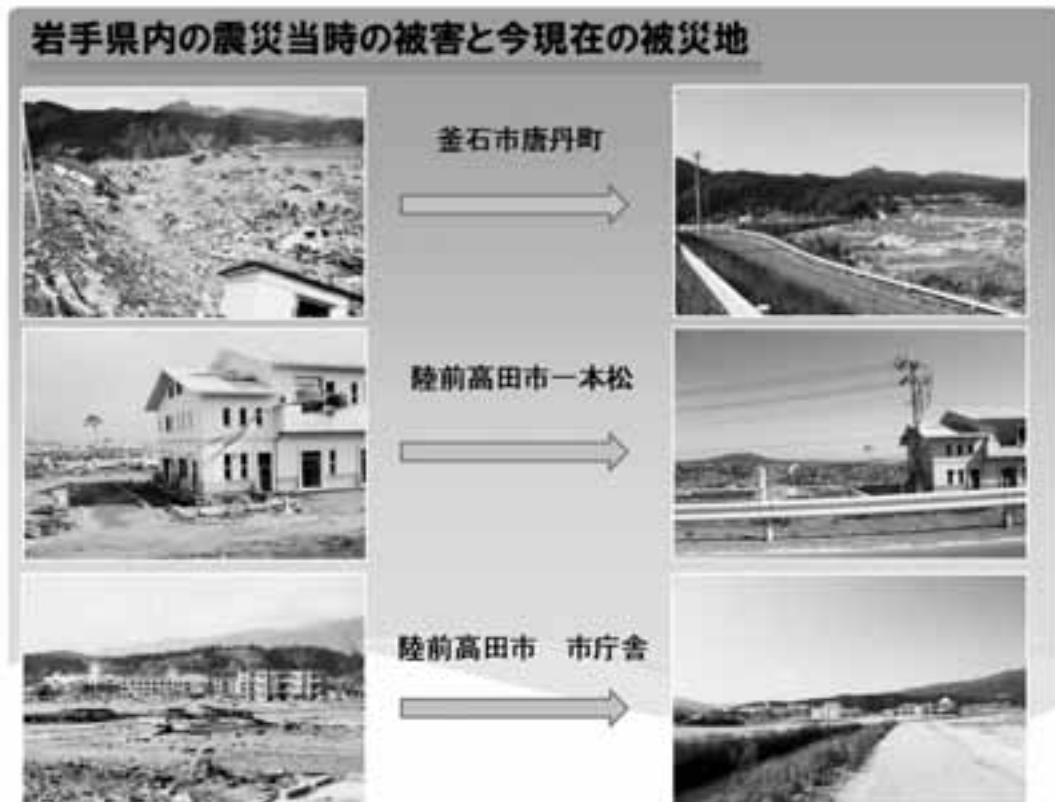 岩手県内の震災当時の被害と今現在の被災地
釜石市唐丹町
陸前高田市一本松
陸前高田市　市庁舎